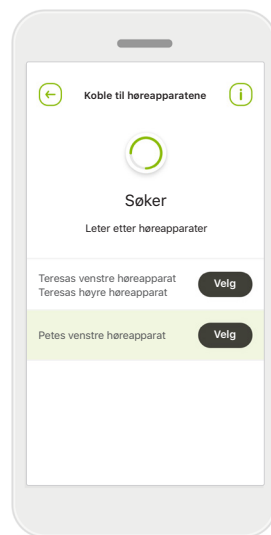 Koble til høreapparatene
i
Søker
Leter etter høreapparater
Teresas venstre høreapparat
Teresas høyre høreapparat
Velg
Petes venstre høreapparat
Velg